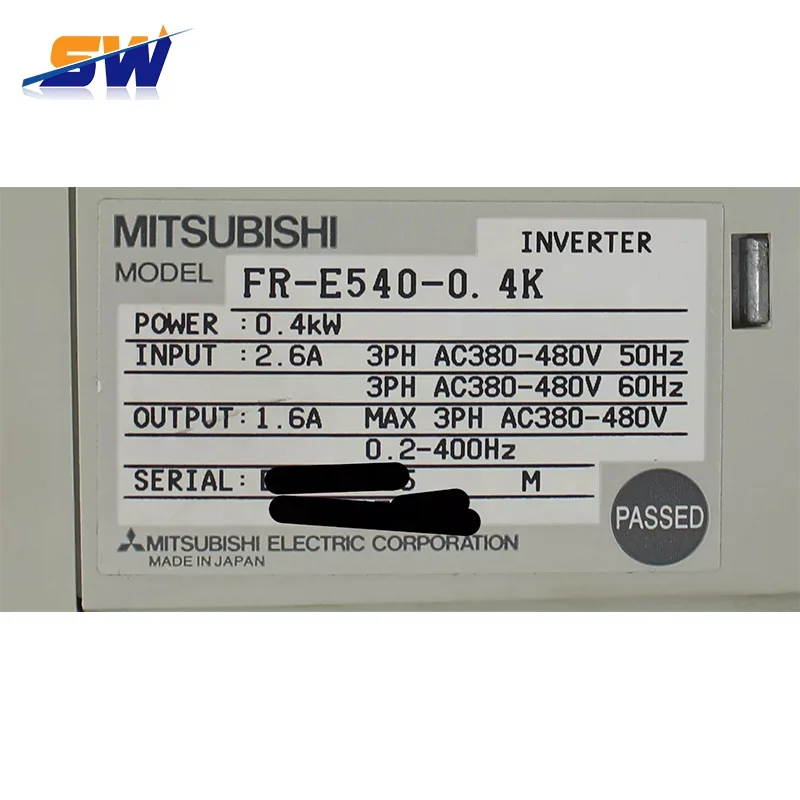 SW
MITSUBISHI
INVERTER
MODEL FR-E540-0.4K
POWER :0.4kW
INPUT :2.6A 3PH AC380-480V 50Hz
3PH AC380-480V 60Hz
OUTPUT:1.6A MAX 3PH AC380-480V
0.2-400Hz
SERIAL: M
PASSED
MITSUBISHI ELECTRIC CORPORATION
MADE IN JAPAN